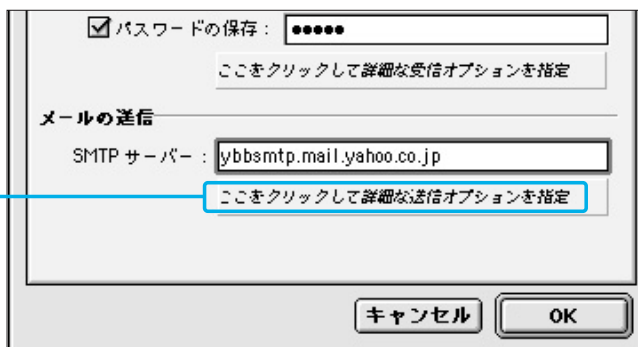 パスワードの保存:
ここをクリックして詳細な受信オプションを指定
メールの送信
SMTP サーバー : ybbsmtp.mail.yahoo.co.jp
ここをクリックして詳細な送信オプションを指定
キャンセル OK